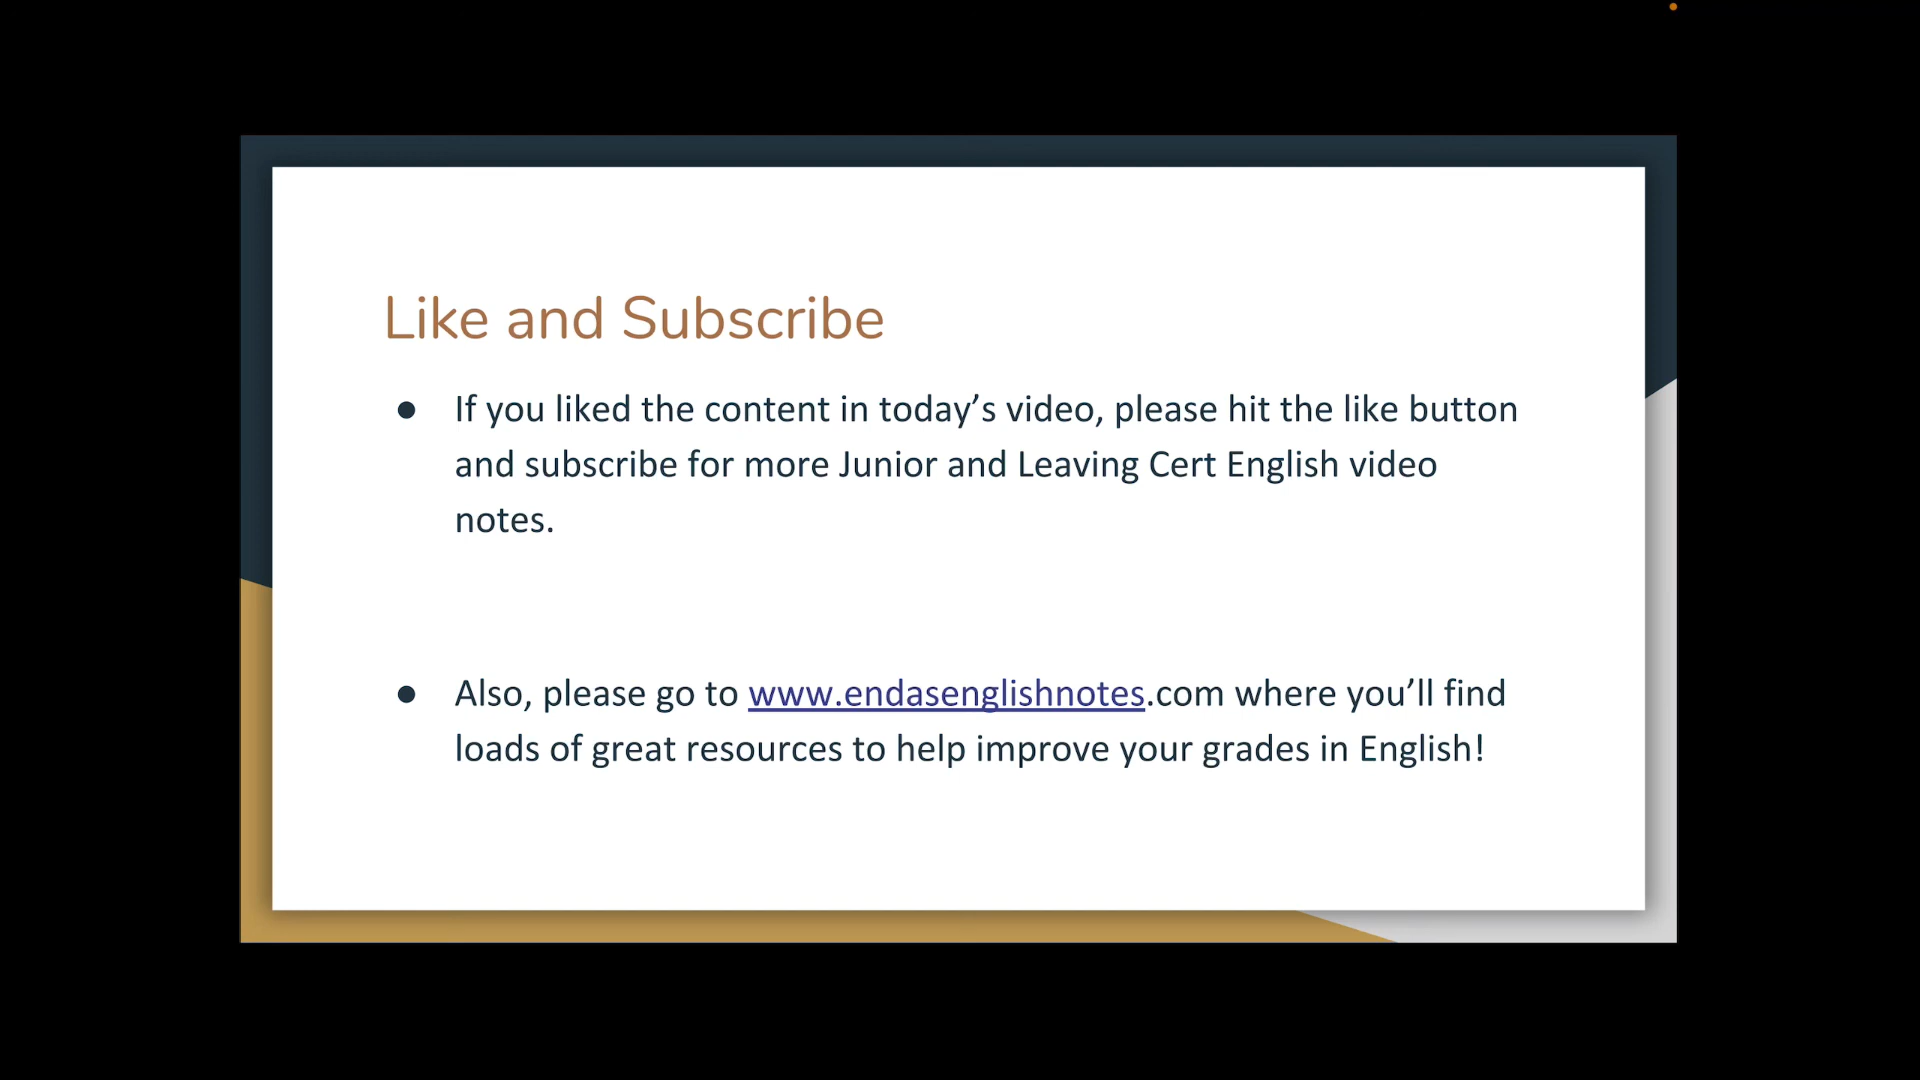 Like and Subscribe
● If you liked the content in today’s video, please hit the like button
and subscribe for more Junior and Leaving Cert English video
notes.
● Also, please go to www.endasenglishnotes.com where you’ll find
loads of great resources to help improve your grades in English!